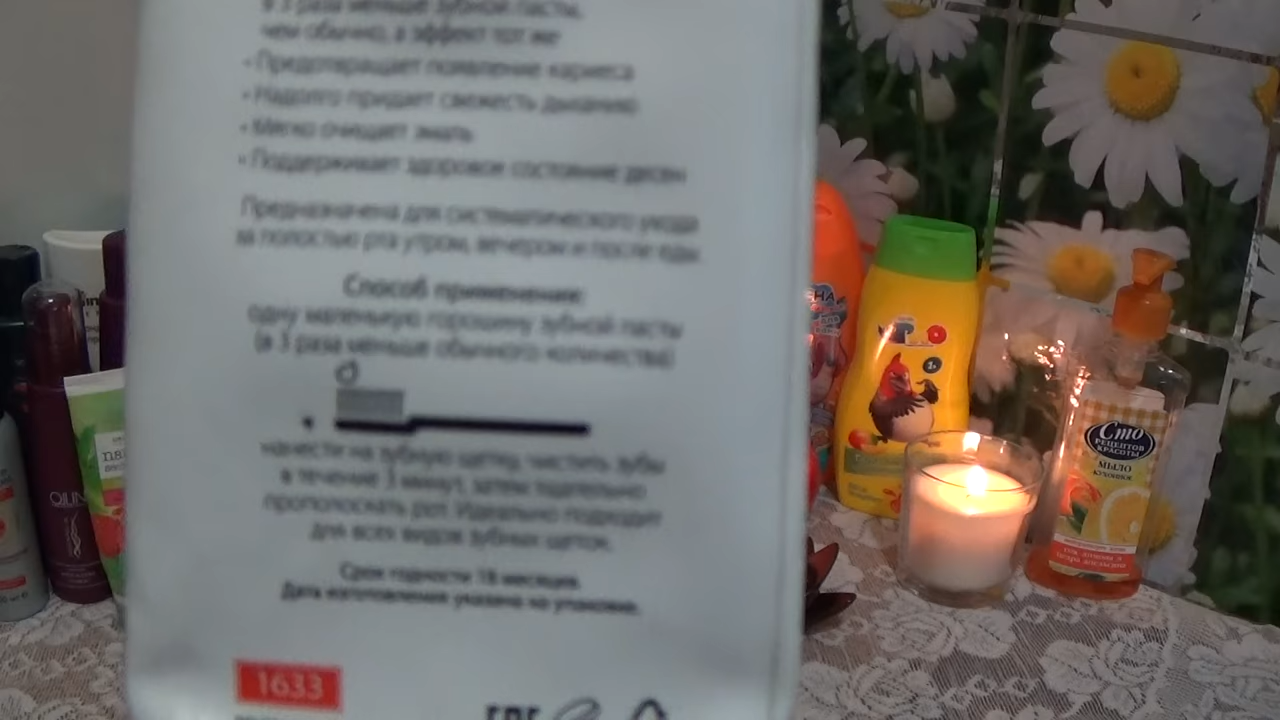 в 3 раза меньше зубной пасты,
чем обычно, а эффект тот же
• Предотвращает появление кариеса
• Надолго придает свежесть дыханию
• Мягко очищает эмаль
• Поддерживает здоровое состояние десен
Предназначена для систематического ухода
за полостью рта утром, вечером и после еды.
Способ применения:
одну маленькую горошину зубной пасты
(в 3 раза меньше обычного количества)
нанести на зубную щетку, чистить зубы
в течение 3 минут, затем тщательно
прополоскать рот. Идеально подходит
для всех видов зубных щеток.
Срок годности 18 месяцев.
Дата изготовления указана на упаковке.
1633
OLLIN
Сто
РЕЦЕПТОВ
КРАСОТЫ
МЫЛО
КУХОННОЕ